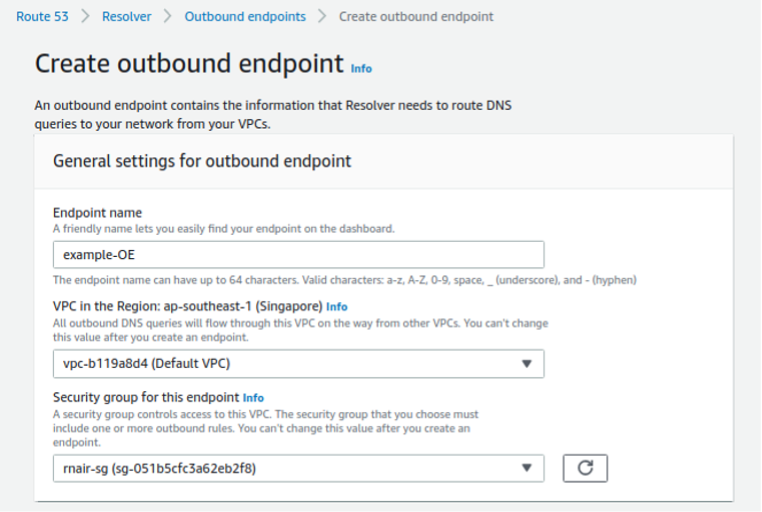 Route 53 > Resolver > Outbound endpoints > Create outbound endpoint
Create outbound endpoint Info
An outbound endpoint contains the information that Resolver needs to route DNS
queries to your network from your VPCs.
General settings for outbound endpoint
Endpoint name
A friendly name lets you easily find your endpoint on the dashboard.
example-OE
The endpoint name can have up to 64 characters. Valid characters: a-z, A-Z, 0-9, space, _ (underscore), and - (hyphen)
VPC in the Region: ap-southeast-1 (Singapore) Info
All outbound DNS queries will flow through this VPC on the way from other VPCs. You can't change
this value after you create an endpoint.
vpc-b119a8d4 (Default VPC)
Security group for this endpoint Info
A security group controls access to this VPC. The security group that you choose must
include one or more outbound rules. You can't change this value after you create an
endpoint.
rnair-sg (sg-051b5cfc3a62eb2f8)